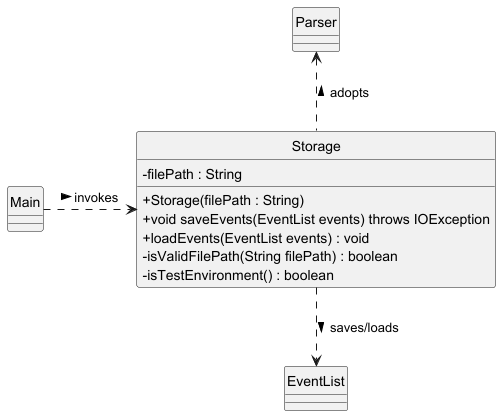 Parser
adopts
Storage
-filePath : String
Main
invokes
+Storage(filePath : String)
+void saveEvents(EventList events) throws IOException
+loadEvents(EventList events) : void
-isValidFilePath(String filePath) : boolean
-isTestEnvironment() : boolean
saves/loads
EventList